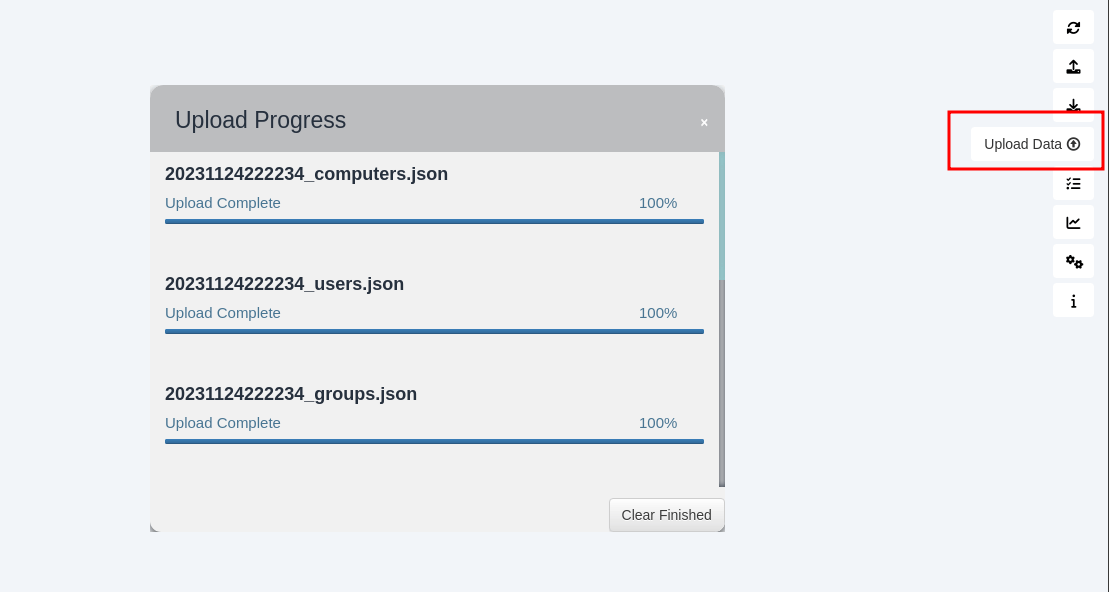 Upload Progress
×
20231124222234_computers.json
Upload Complete 100%
20231124222234_users.json
Upload Complete 100%
20231124222234_groups.json
Upload Complete 100%
Clear Finished
Upload Data